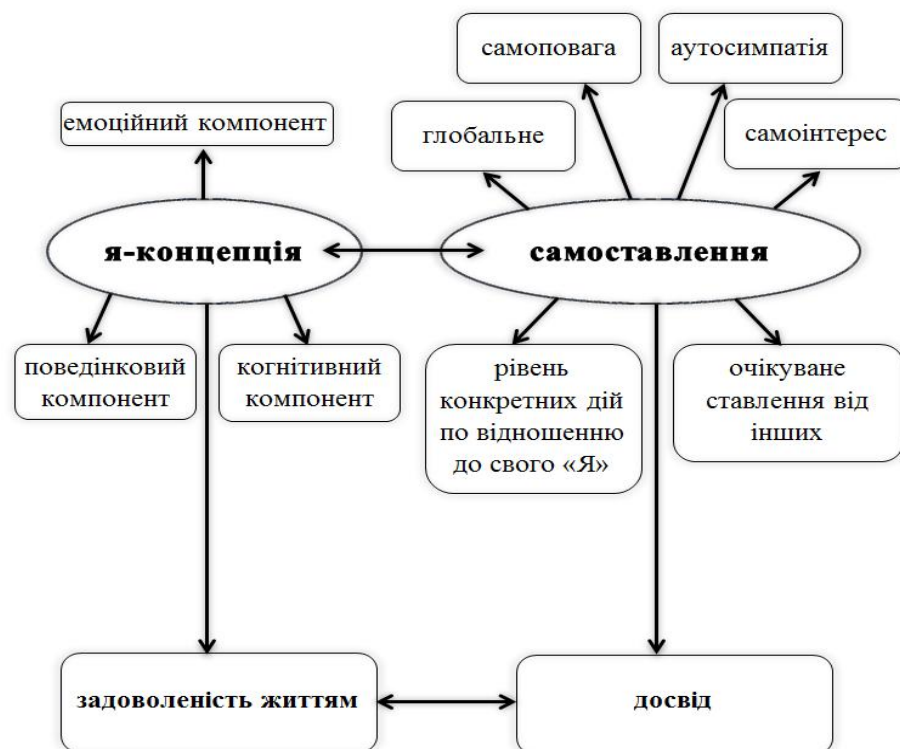 самоповага
аутосимпатія
емоційний компонент
глобальне
самоінтерес
я-концепція
самоставлення
поведінковий
компонент
когнітивний
компонент
рівень
конкретних дій
по відношенню
до свого «Я»
очікуване
ставлення від
інших
задоволеність життям
досвід